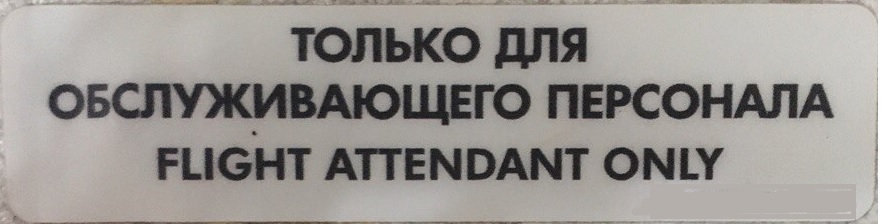 ТОЛЬКО ДЛЯ
ОБСЛУЖИВАЮЩЕГО ПЕРСОНАЛА
FLIGHT ATTENDANT ONLY